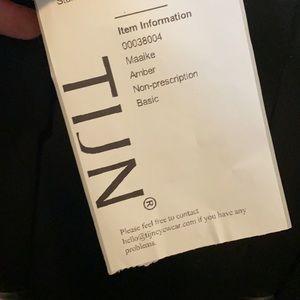 Item Information
00038004
Maaike
Amber
Non-prescription
Basic
TIJN®
Please feel free to contact
hello@tijneyewear.com if you have any
problems.